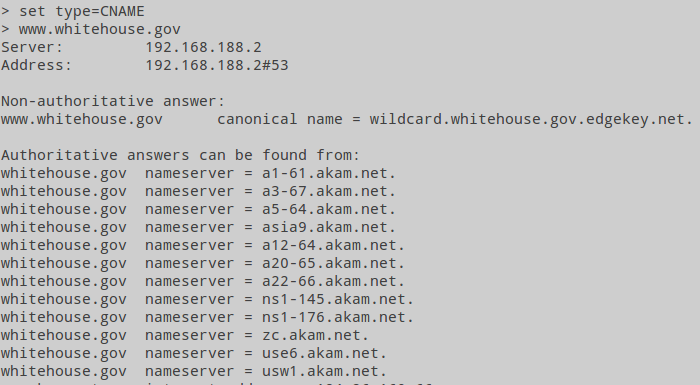 > set type=CNAME
> www.whitehouse.gov
Server:         192.168.188.2
Address:        192.168.188.2#53

Non-authoritative answer:
www.whitehouse.gov      canonical name = wildcard.whitehouse.gov.edgekey.net.

Authoritative answers can be found from:
whitehouse.gov  nameserver = a1-61.akam.net.
whitehouse.gov  nameserver = a3-67.akam.net.
whitehouse.gov  nameserver = a5-64.akam.net.
whitehouse.gov  nameserver = asia9.akam.net.
whitehouse.gov  nameserver = a12-64.akam.net.
whitehouse.gov  nameserver = a20-65.akam.net.
whitehouse.gov  nameserver = a22-66.akam.net.
whitehouse.gov  nameserver = ns1-145.akam.net.
whitehouse.gov  nameserver = ns1-176.akam.net.
whitehouse.gov  nameserver = zc.akam.net.
whitehouse.gov  nameserver = use6.akam.net.
whitehouse.gov  nameserver = usw1.akam.net.